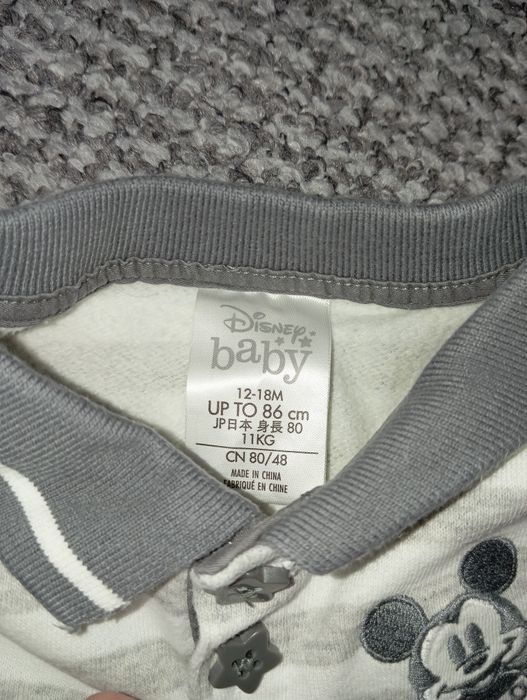 Disney
baby
12-18M
UP TO 86 cm
JP日本 身長 80
11KG
CN 80/48
MADE IN CHINA
FABRIQUÉ EN CHINE